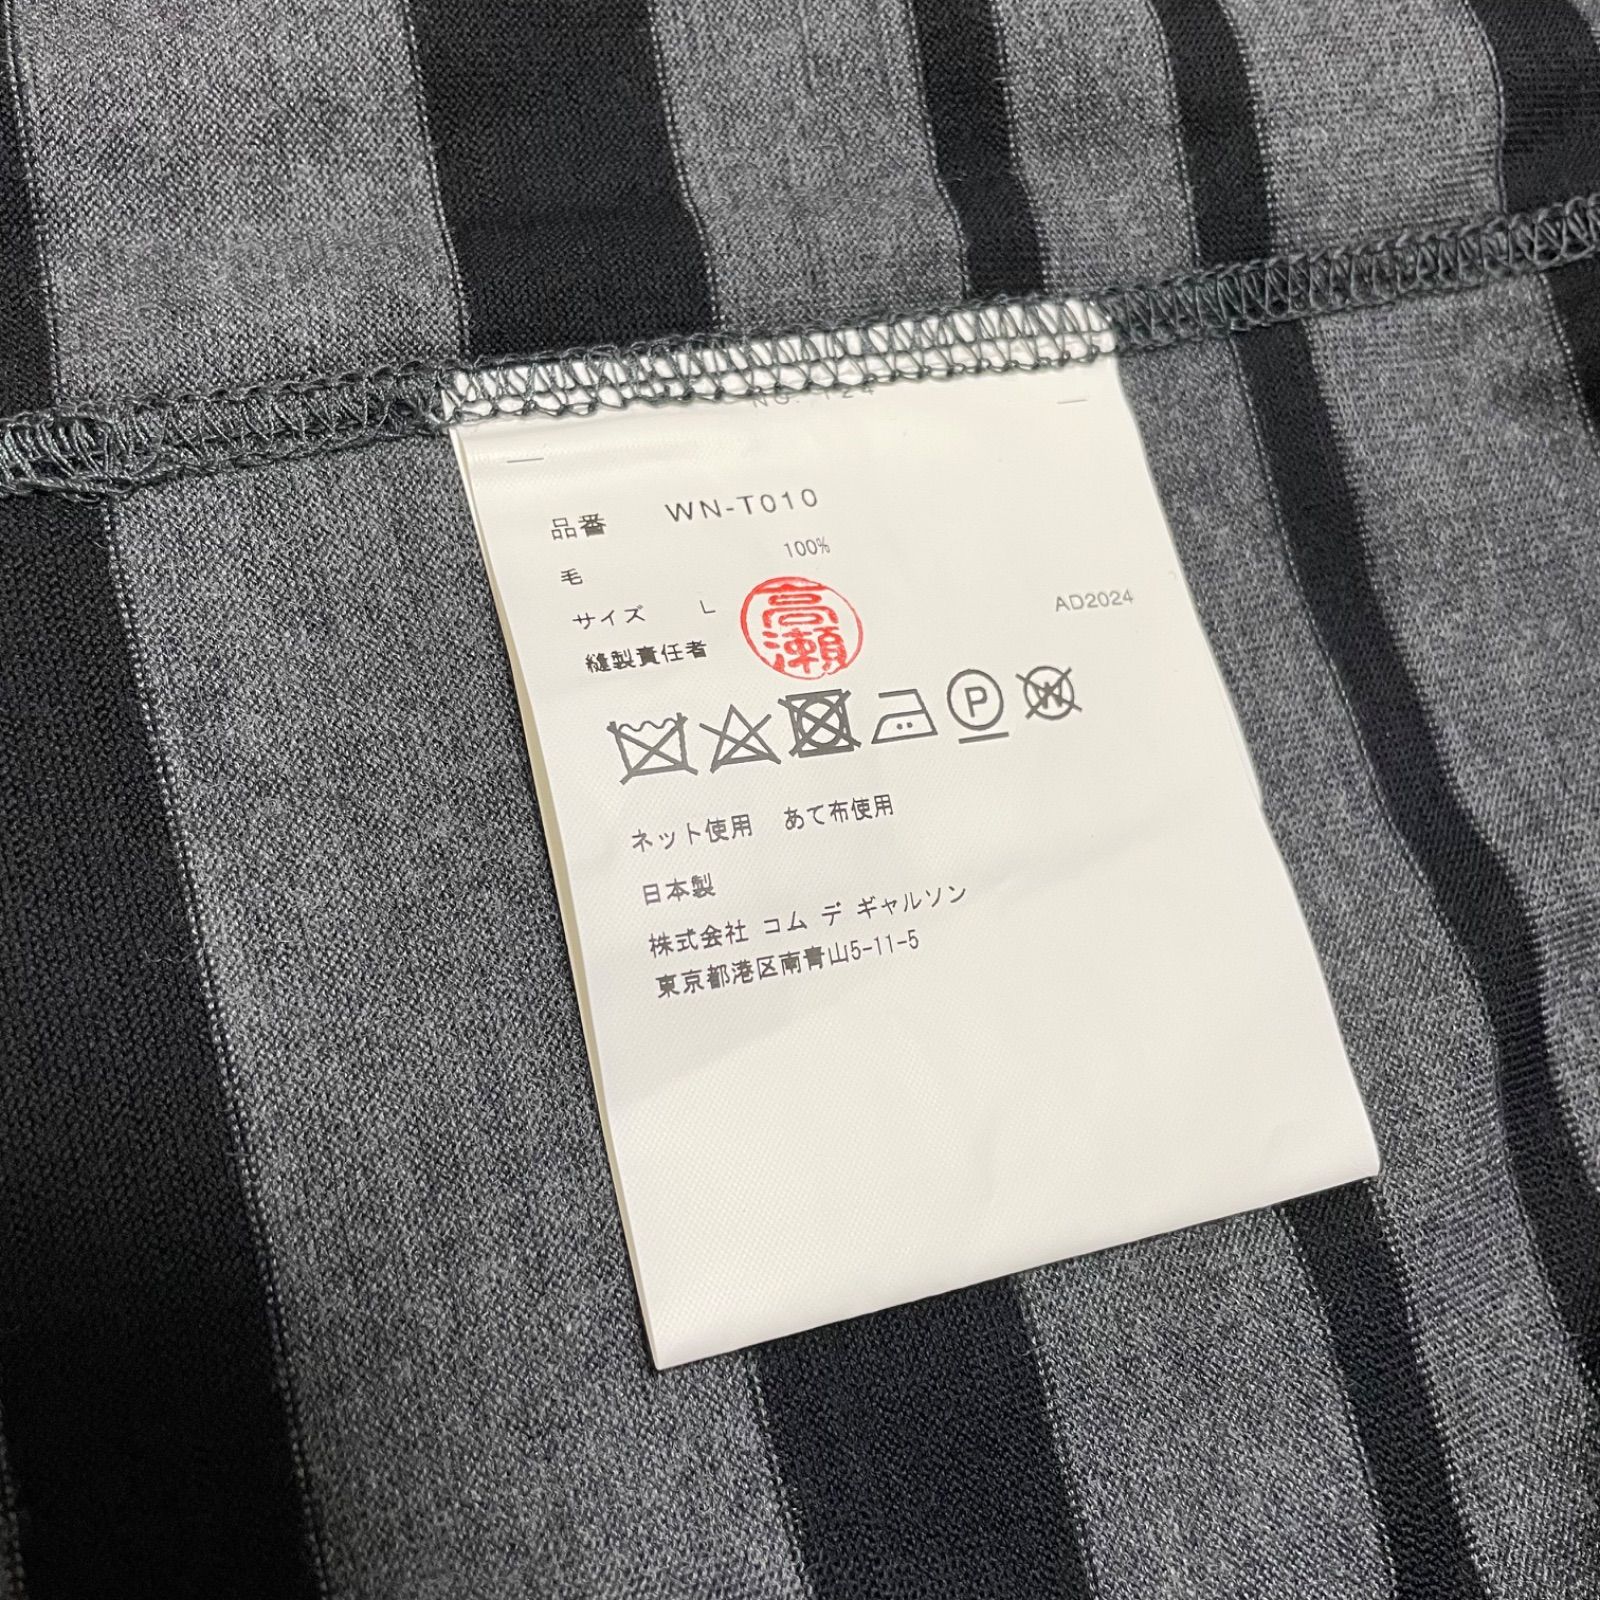 NO. 124
品番 WN-T010
毛 100%
サイズ L
AD2024
縫製責任者 高瀬
P
W
ネット使用 あて布使用
日本製
株式会社 コム デ ギャルソン
東京都港区南青山5-11-5